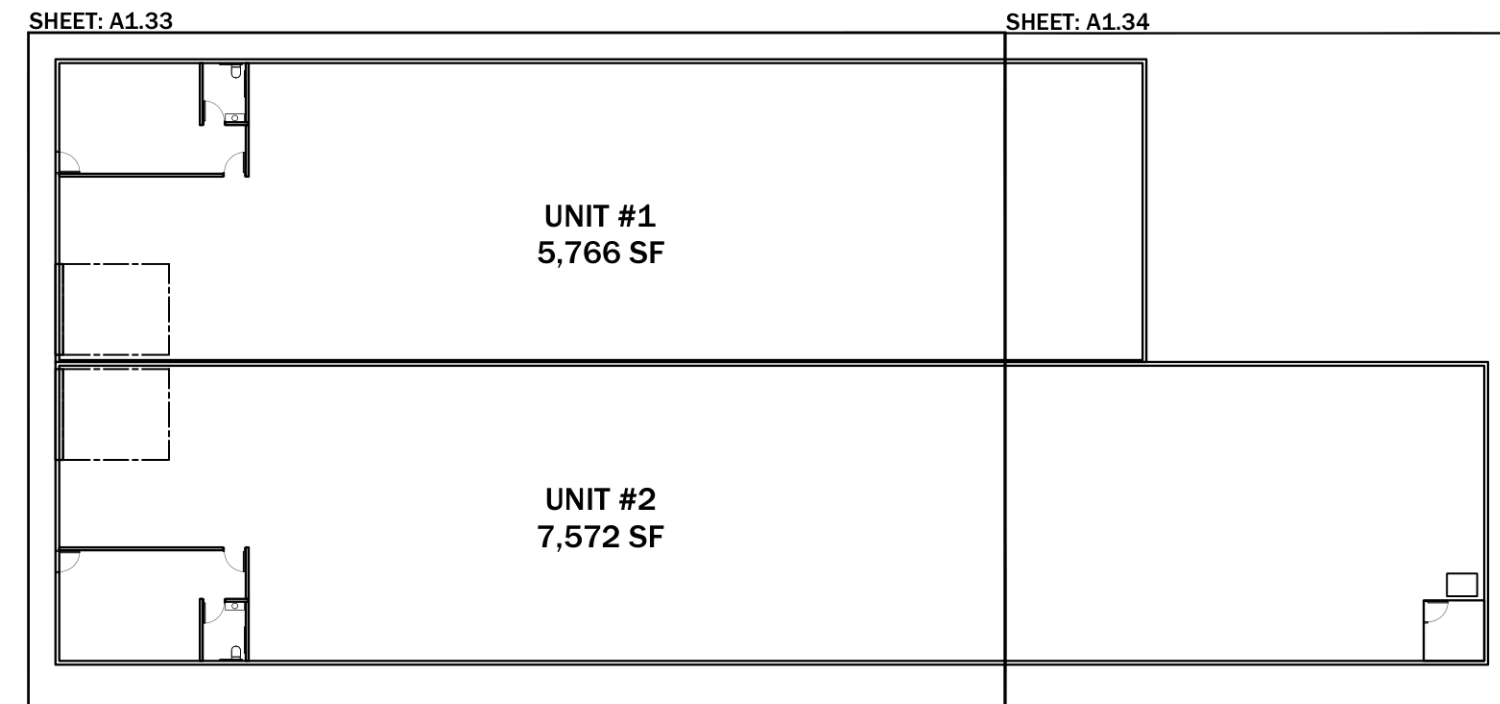 SHEET: A1.33
SHEET: A1.34
UNIT #1
5,766 SF
UNIT #2
7,572 SF